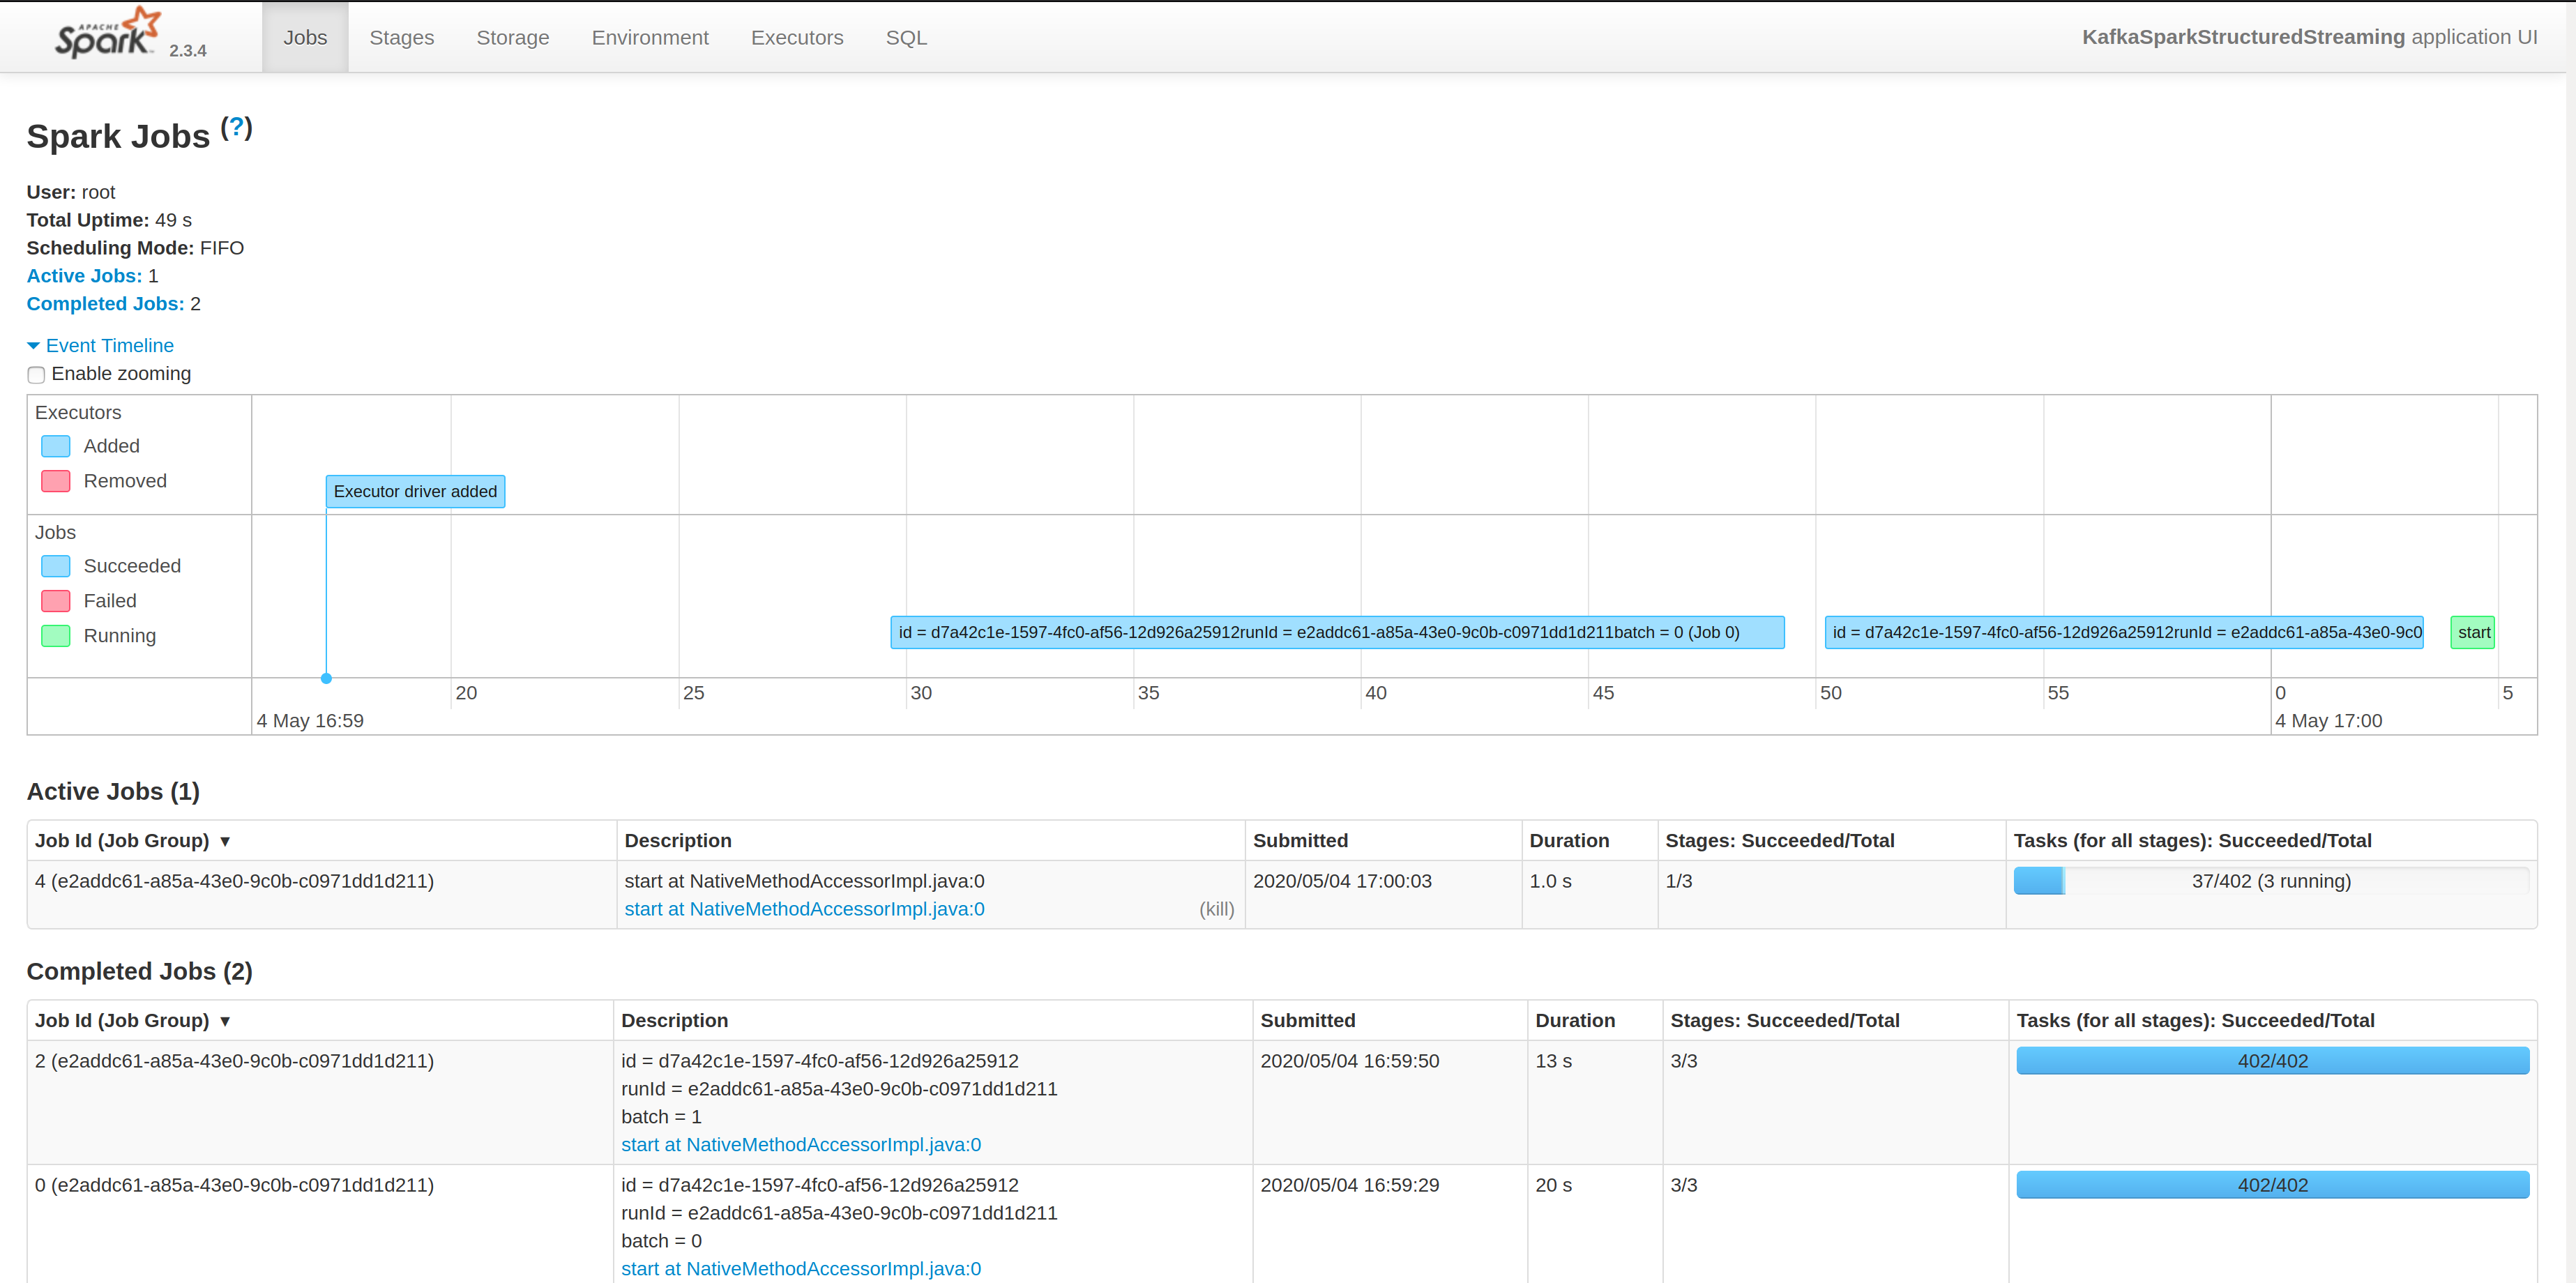 APACHE
Spark 2.3.4
Jobs Stages Storage Environment Executors SQL
KafkaSparkStructuredStreaming application UI
Spark Jobs (?)
User: root
Total Uptime: 49 s
Scheduling Mode: FIFO
Active Jobs: 1
Completed Jobs: 2
Event Timeline
Enable zooming
Executors
Added
Removed
Executor driver added
Jobs
Succeeded
Failed
Running
id = d7a42c1e-1597-4fc0-af56-12d926a25912runId = e2addc61-a85a-43e0-9c0b-c0971dd1d211batch = 0 (Job 0)
id = d7a42c1e-1597-4fc0-af56-12d926a25912runId = e2addc61-a85a-43e0-9c0
start
20 25 30 35 40 45 50 55 0 5
4 May 16:59 4 May 17:00
Active Jobs (1)
Job Id (Job Group) ▼ Description Submitted Duration Stages: Succeeded/Total Tasks (for all stages): Succeeded/Total
4 (e2addc61-a85a-43e0-9c0b-c0971dd1d211) start at NativeMethodAccessorImpl.java:0 2020/05/04 17:00:03 1.0 s 1/3 37/402 (3 running)
start at NativeMethodAccessorImpl.java:0 (kill)
Completed Jobs (2)
Job Id (Job Group) ▼ Description Submitted Duration Stages: Succeeded/Total Tasks (for all stages): Succeeded/Total
2 (e2addc61-a85a-43e0-9c0b-c0971dd1d211) id = d7a42c1e-1597-4fc0-af56-12d926a25912 2020/05/04 16:59:50 13 s 3/3 402/402
runId = e2addc61-a85a-43e0-9c0b-c0971dd1d211
batch = 1
start at NativeMethodAccessorImpl.java:0
0 (e2addc61-a85a-43e0-9c0b-c0971dd1d211) id = d7a42c1e-1597-4fc0-af56-12d926a25912 2020/05/04 16:59:29 20 s 3/3 402/402
runId = e2addc61-a85a-43e0-9c0b-c0971dd1d211
batch = 0
start at NativeMethodAccessorImpl.java:0